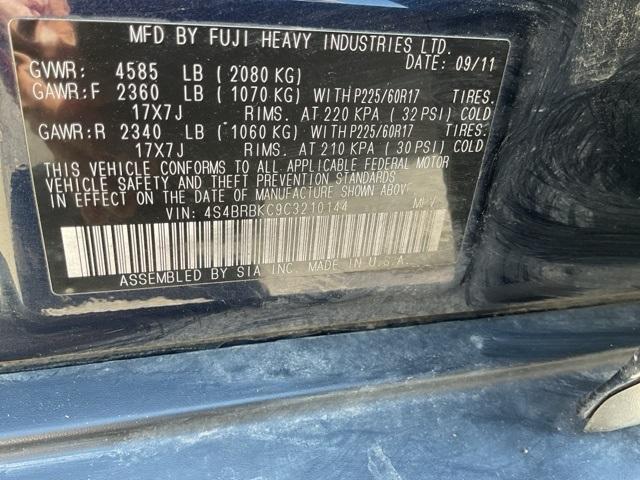 MFD BY FUJI HEAVY INDUSTRIES LTD.
DATE: 09/11
GVWR: 4585 LB ( 2080 KG)
GAWR:F 2360 LB ( 1070 KG) WITH P225/60R17 TIRES.
17X7J RIMS. AT 220 KPA ( 32 PSI) COLD
GAWR:R 2340 LB ( 1060 KG) WITH P225/60R17 TIRES.
17X7J RIMS. AT 210 KPA ( 30 PSI) COLD
THIS VEHICLE CONFORMS TO ALL APPLICABLE FEDERAL MOTOR
VEHICLE SAFETY AND THEFT PREVENTION STANDARDS
IN EFFECT ON THE DATE OF MANUFACTURE SHOWN ABOVE.
VIN: 4S4BRBKC9C3210144 MPV
ASSEMBLED BY SIA INC. MADE IN U.S.A.